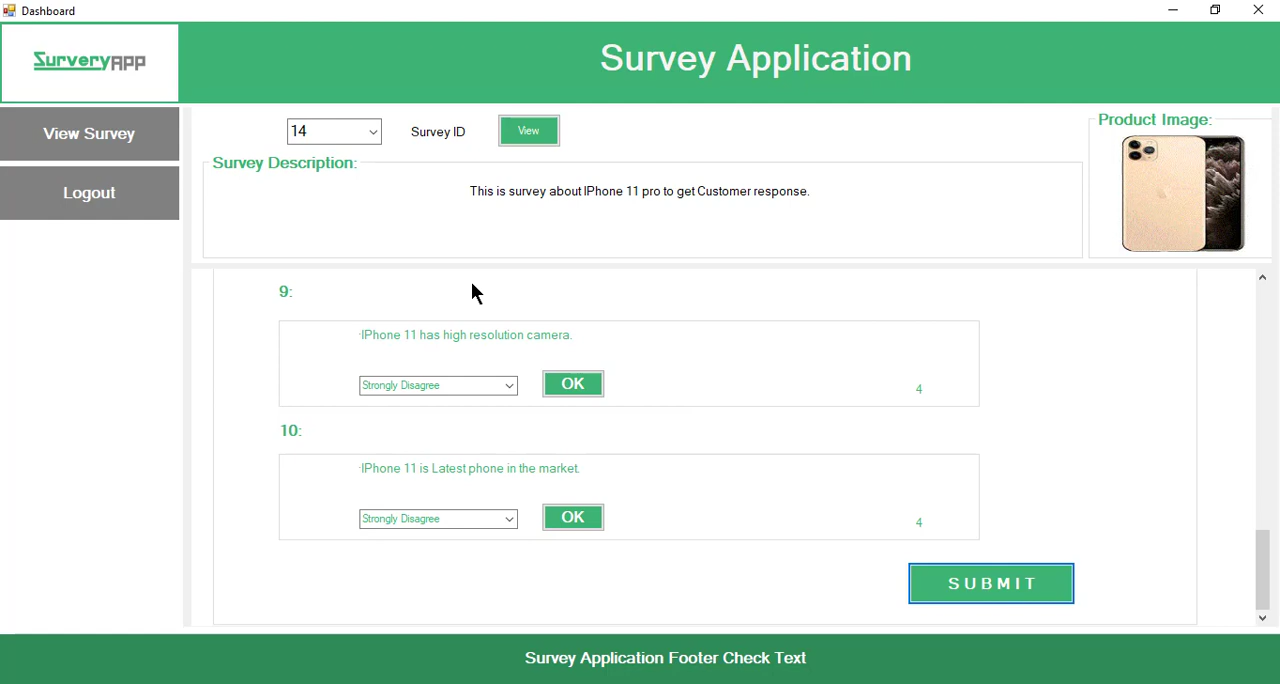 Dashboard
SurveryAPP
Survey Application
View Survey
Logout
14
Survey ID
View
Product Image:
Survey Description:
This is survey about IPhone 11 pro to get Customer response.
9:
IPhone 11 has high resolution camera.
Strongly Disagree
OK
4
10:
IPhone 11 is Latest phone in the market.
Strongly Disagree
OK
4
SUBMIT
Survey Application Footer Check Text